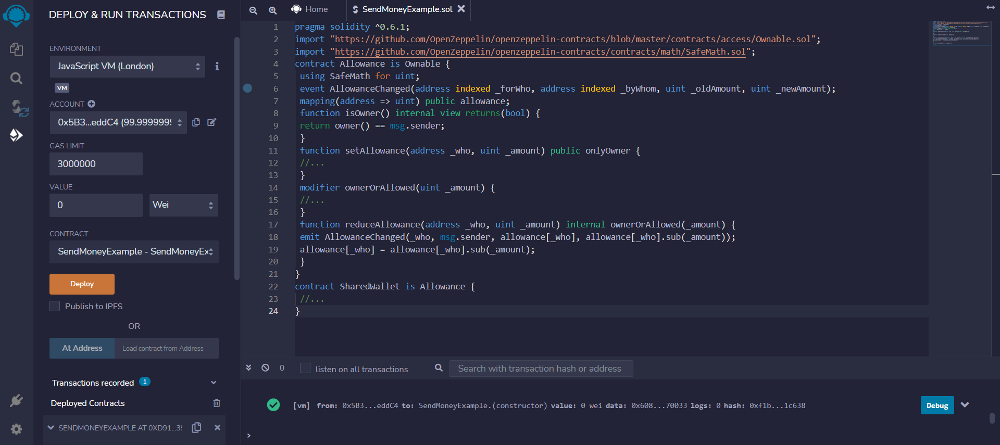 DEPLOY & RUN TRANSACTIONS
ENVIRONMENT
JavaScript VM (London)
VM
ACCOUNT
0x5B3...eddC4 (99.9999999
GAS LIMIT
3000000
VALUE
0
Wei
CONTRACT
SendMoneyExample - SendMoneyEx
Deploy
Publish to IPFS
OR
At Address
Load contract from Address
Transactions recorded 1
Deployed Contracts
SENDMONEYEXAMPLE AT 0XD91...39
Home
SendMoneyExample.sol
1 pragma solidity ^0.6.1;
2 import "https://github.com/OpenZeppelin/openzeppelin-contracts/blob/master/contracts/access/Ownable.sol";
3 import "https://github.com/OpenZeppelin/openzeppelin-contracts/contracts/math/SafeMath.sol";
4 contract Allowance is Ownable {
5 using SafeMath for uint;
6 event AllowanceChanged(address indexed _forWho, address indexed _byWhom, uint _oldAmount, uint _newAmount);
7 mapping(address => uint) public allowance;
8 function isOwner() internal view returns(bool) {
9 return owner() == msg.sender;
10 }
11 function setAllowance(address _who, uint _amount) public onlyOwner {
12 //...
13 }
14 modifier ownerOrAllowed(uint _amount) {
15 //...
16 }
17 function reduceAllowance(address _who, uint _amount) internal ownerOrAllowed(_amount) {
18 emit AllowanceChanged(_who, msg.sender, allowance[_who], allowance[_who].sub(_amount));
19 allowance[_who] = allowance[_who].sub(_amount);
20 }
21 }
22 contract SharedWallet is Allowance {
23 //...
24 }
0
listen on all transactions
Search with transaction hash or address
[vm] from: 0x5B3...eddC4 to: SendMoneyExample.(constructor) value: 0 wei data: 0x608...70033 logs: 0 hash: 0xf1b...1c638
Debug
>